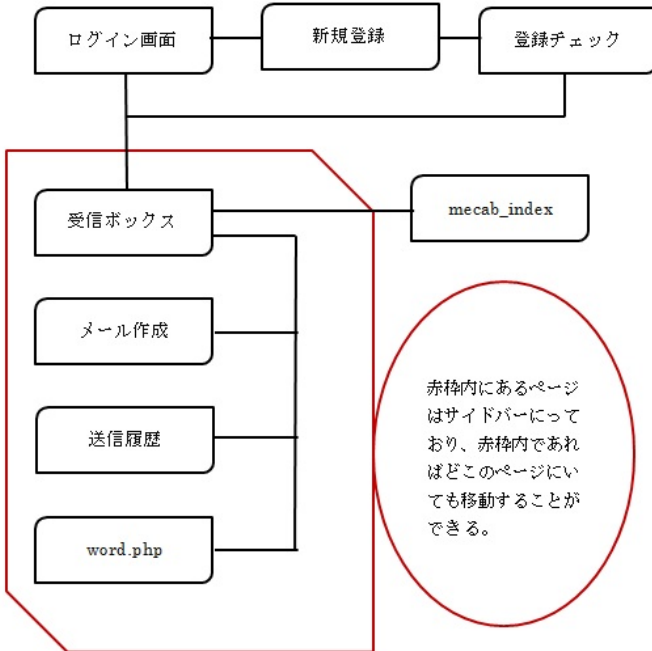 ログイン画面
新規登録
登録チェック
受信ボックス
mecab_index
メール作成
送信履歴
word.php
赤枠内にあるページ
はサイドバーにって
おり、赤枠内であれ
ばどこのページにい
ても移動することが
できる。